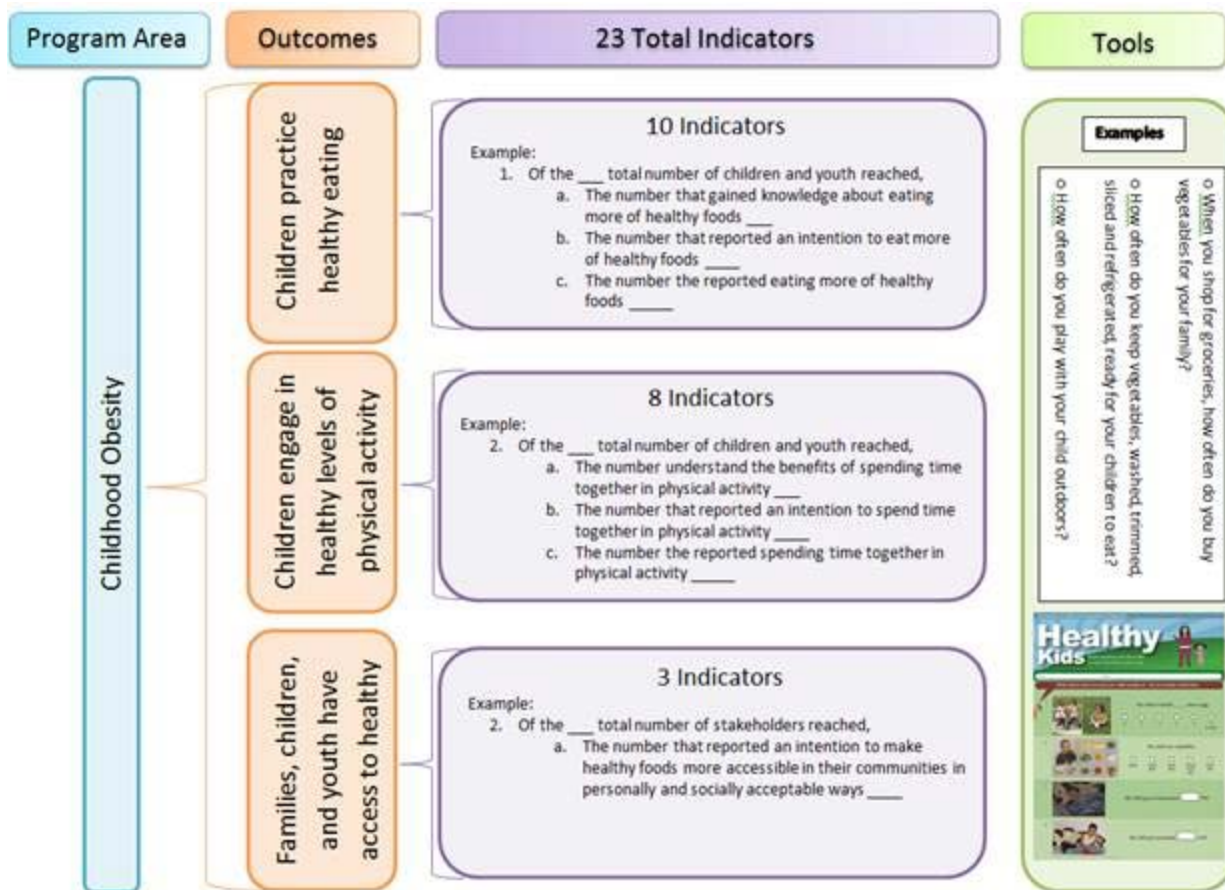 Program Area
Outcomes
23 Total Indicators
Tools
Childhood Obesity
Children practice
healthy eating
10 Indicators
Example:
1. Of the ___ total number of children and youth reached,
a. The number that gained knowledge about eating
more of healthy foods ___
b. The number that reported an intention to eat more
of healthy foods ____
c. The number the reported eating more of healthy
foods _____
Children engage in
healthy levels of
physical activity
8 Indicators
Example:
2. Of the ___ total number of children and youth reached,
a. The number understand the benefits of spending time
together in physical activity ___
b. The number that reported an intention to spend time
together in physical activity ____
c. The number the reported spending time together in
physical activity _____
Families, children,
and youth have
access to healthy
3 Indicators
Example:
2. Of the ___ total number of stakeholders reached,
a. The number that reported an intention to make
healthy foods more accessible in their communities in
personally and socially acceptable ways ____
Examples
o When you shop for groceries, how often do you buy
vegetables for your family?
o How often do you keep vegetables, washed, trimmed,
sliced and refrigerated, ready for your children to eat?
o How often do you play with your child outdoors?
Healthy
Kids